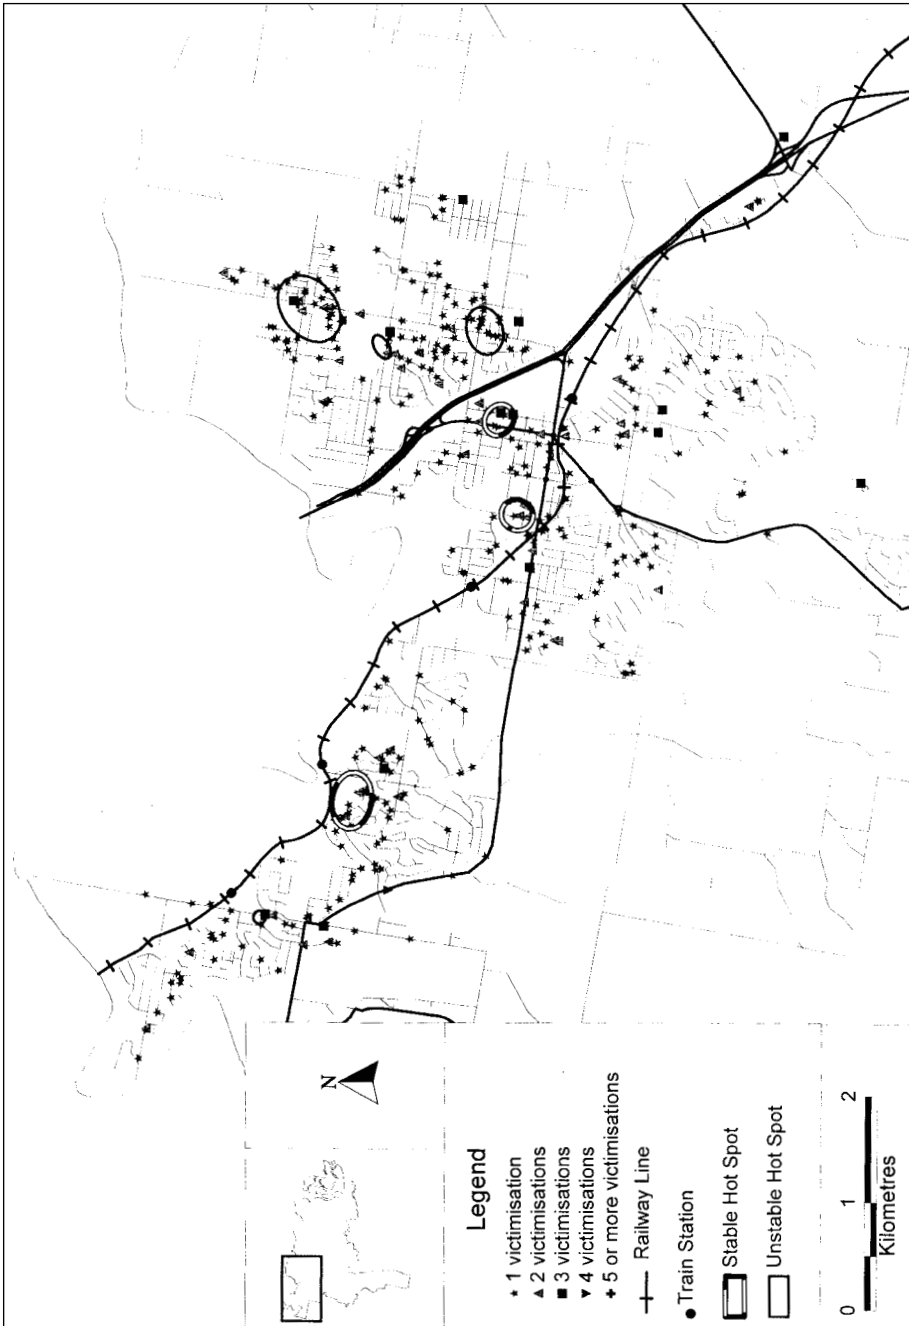 N
Legend
1 victimisation
2 victimisations
3 victimisations
4 victimisations
5 or more victimisations
Railway Line
Train Station
Stable Hot Spot
Unstable Hot Spot
0 1 2
Kilometres